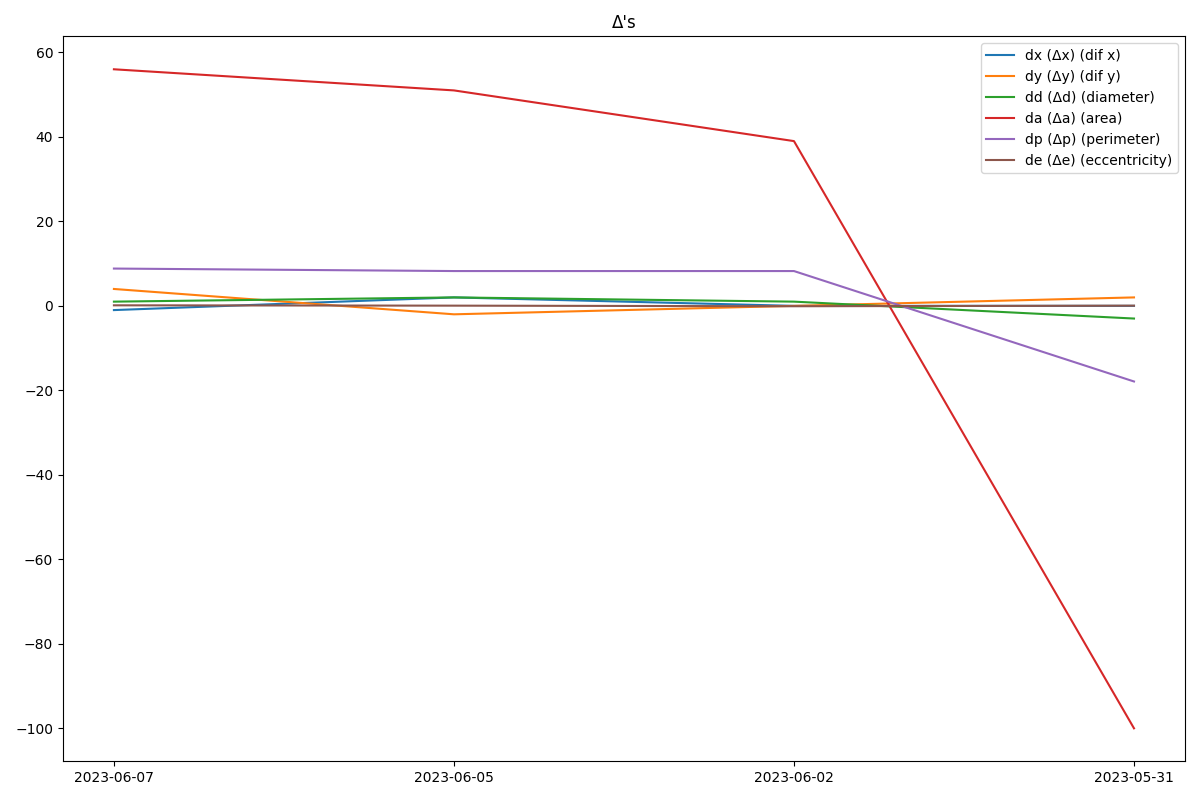 Δ's
dx (Δx) (dif x)
dy (Δy) (dif y)
dd (Δd) (diameter)
da (Δa) (area)
dp (Δp) (perimeter)
de (Δe) (eccentricity)
60
40
20
0
−20
−40
−60
−80
−100
2023-06-07 2023-06-05 2023-06-02 2023-05-31